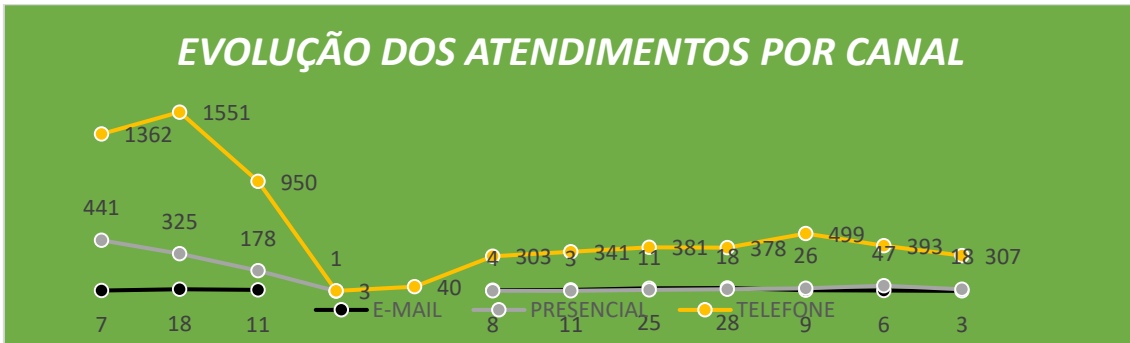 EVOLUÇÃO DOS ATENDIMENTOS POR CANAL
1551
1362
950
441
325
178
1
3
40
4 303 3 341 11 381 18 378 26 499 47 393 18 307
E-MAIL PRESENCIAL TELEFONE
7 18 11 8 11 25 28 9 6 3